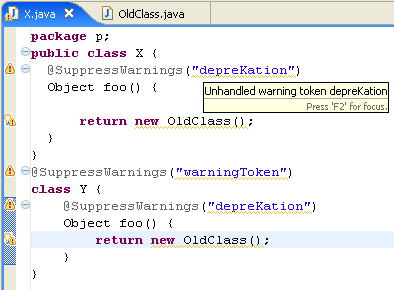 X.java OldClass.java
package p;
public class X {
@SuppressWarnings("depreKation")
Object foo() {
Unhandled warning token depreKation
Press 'F2' for focus.
return new OldClass();
}
}
@SuppressWarnings("warningToken")
class Y {
@SuppressWarnings("depreKation")
Object foo() {
return new OldClass();
}
}